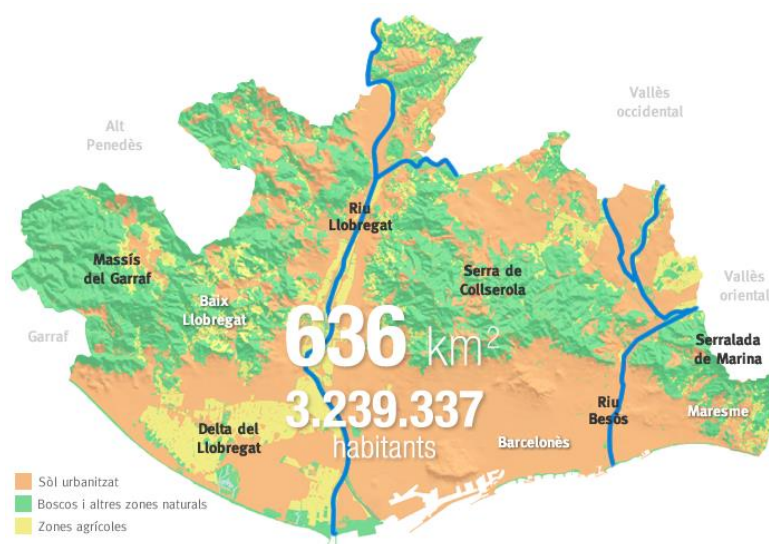 Vallès
occidental
Alt
Penedès
Riu
Llobregat
Massís
del Garraf
Serra de
Collserola
Vallès
oriental
Baix
Llobregat
Garraf
636 km²
Serralada
de Marina
3.239.337
habitants
Riu
Besòs
Maresme
Delta del
Llobregat
Barcelonès
Sòl urbanitzat
Boscos i altres zones naturals
Zones agrícoles